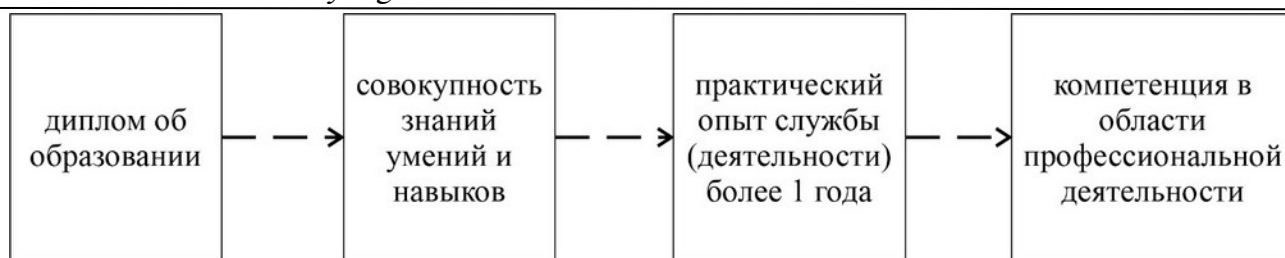 диплом об
образовании
совокупность
знаний
умений и
навыков
практический
опыт службы
(деятельности)
более 1 года
компетенция в
области
профессиональной
деятельности